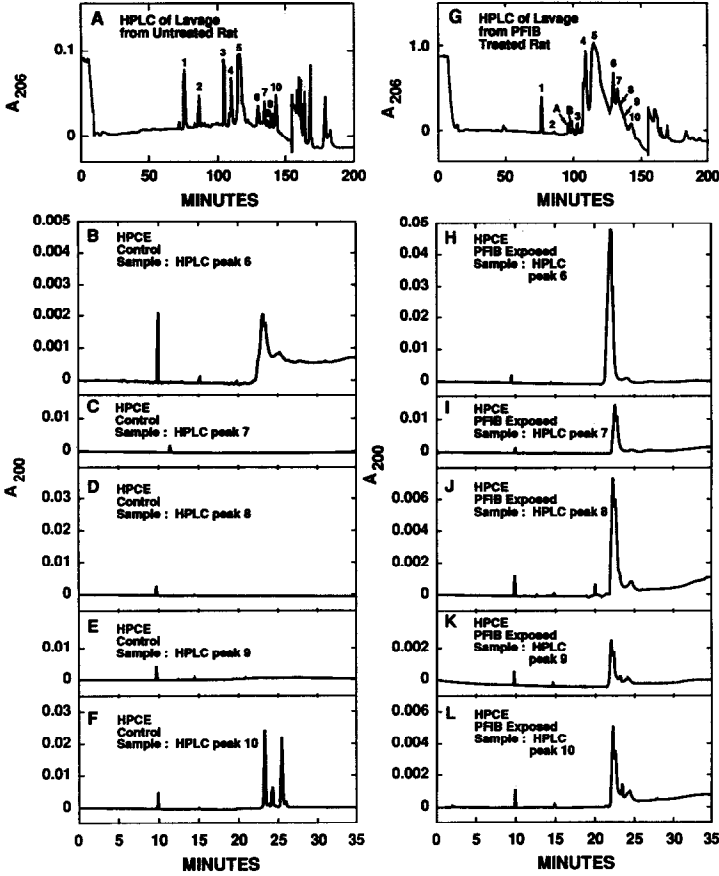 A HPLC of Lavage
from Untreated Rat
0.1
0
A206
1
2
3
4
5
6
7
8
9
10
0 50 100 150 200
MINUTES
G HPLC of Lavage
from PFIB
Treated Rat
1.0
0
A206
1
2
A
B
3
4
5
6
7
8
9
10
0 50 100 150 200
MINUTES
A200
B HPCE
Control
Sample : HPLC peak 6
0.005
0.004
0.003
0.002
0.001
0
C HPCE
Control
Sample : HPLC peak 7
0.01
0
D HPCE
Control
Sample : HPLC peak 8
0.03
0.02
0.01
0
E HPCE
Control
Sample : HPLC peak 9
0.01
0
F HPCE
Control
Sample : HPLC peak 10
0.03
0.02
0.01
0
0 5 10 15 20 25 30 35
MINUTES
A200
H HPCE
PFIB Exposed
Sample : HPLC
peak 6
0.05
0.04
0.03
0.02
0.01
0
I HPCE
PFIB Exposed
Sample : HPLC peak 7
0.01
0
J HPCE
PFIB Exposed
Sample : HPLC peak 8
0.006
0.004
0.002
0
K HPCE
PFIB Exposed
Sample : HPLC
peak 9
0.002
0
L HPCE
PFIB Exposed
Sample : HPLC
peak 10
0.006
0.004
0.002
0
0 5 10 15 20 25 30 35
MINUTES